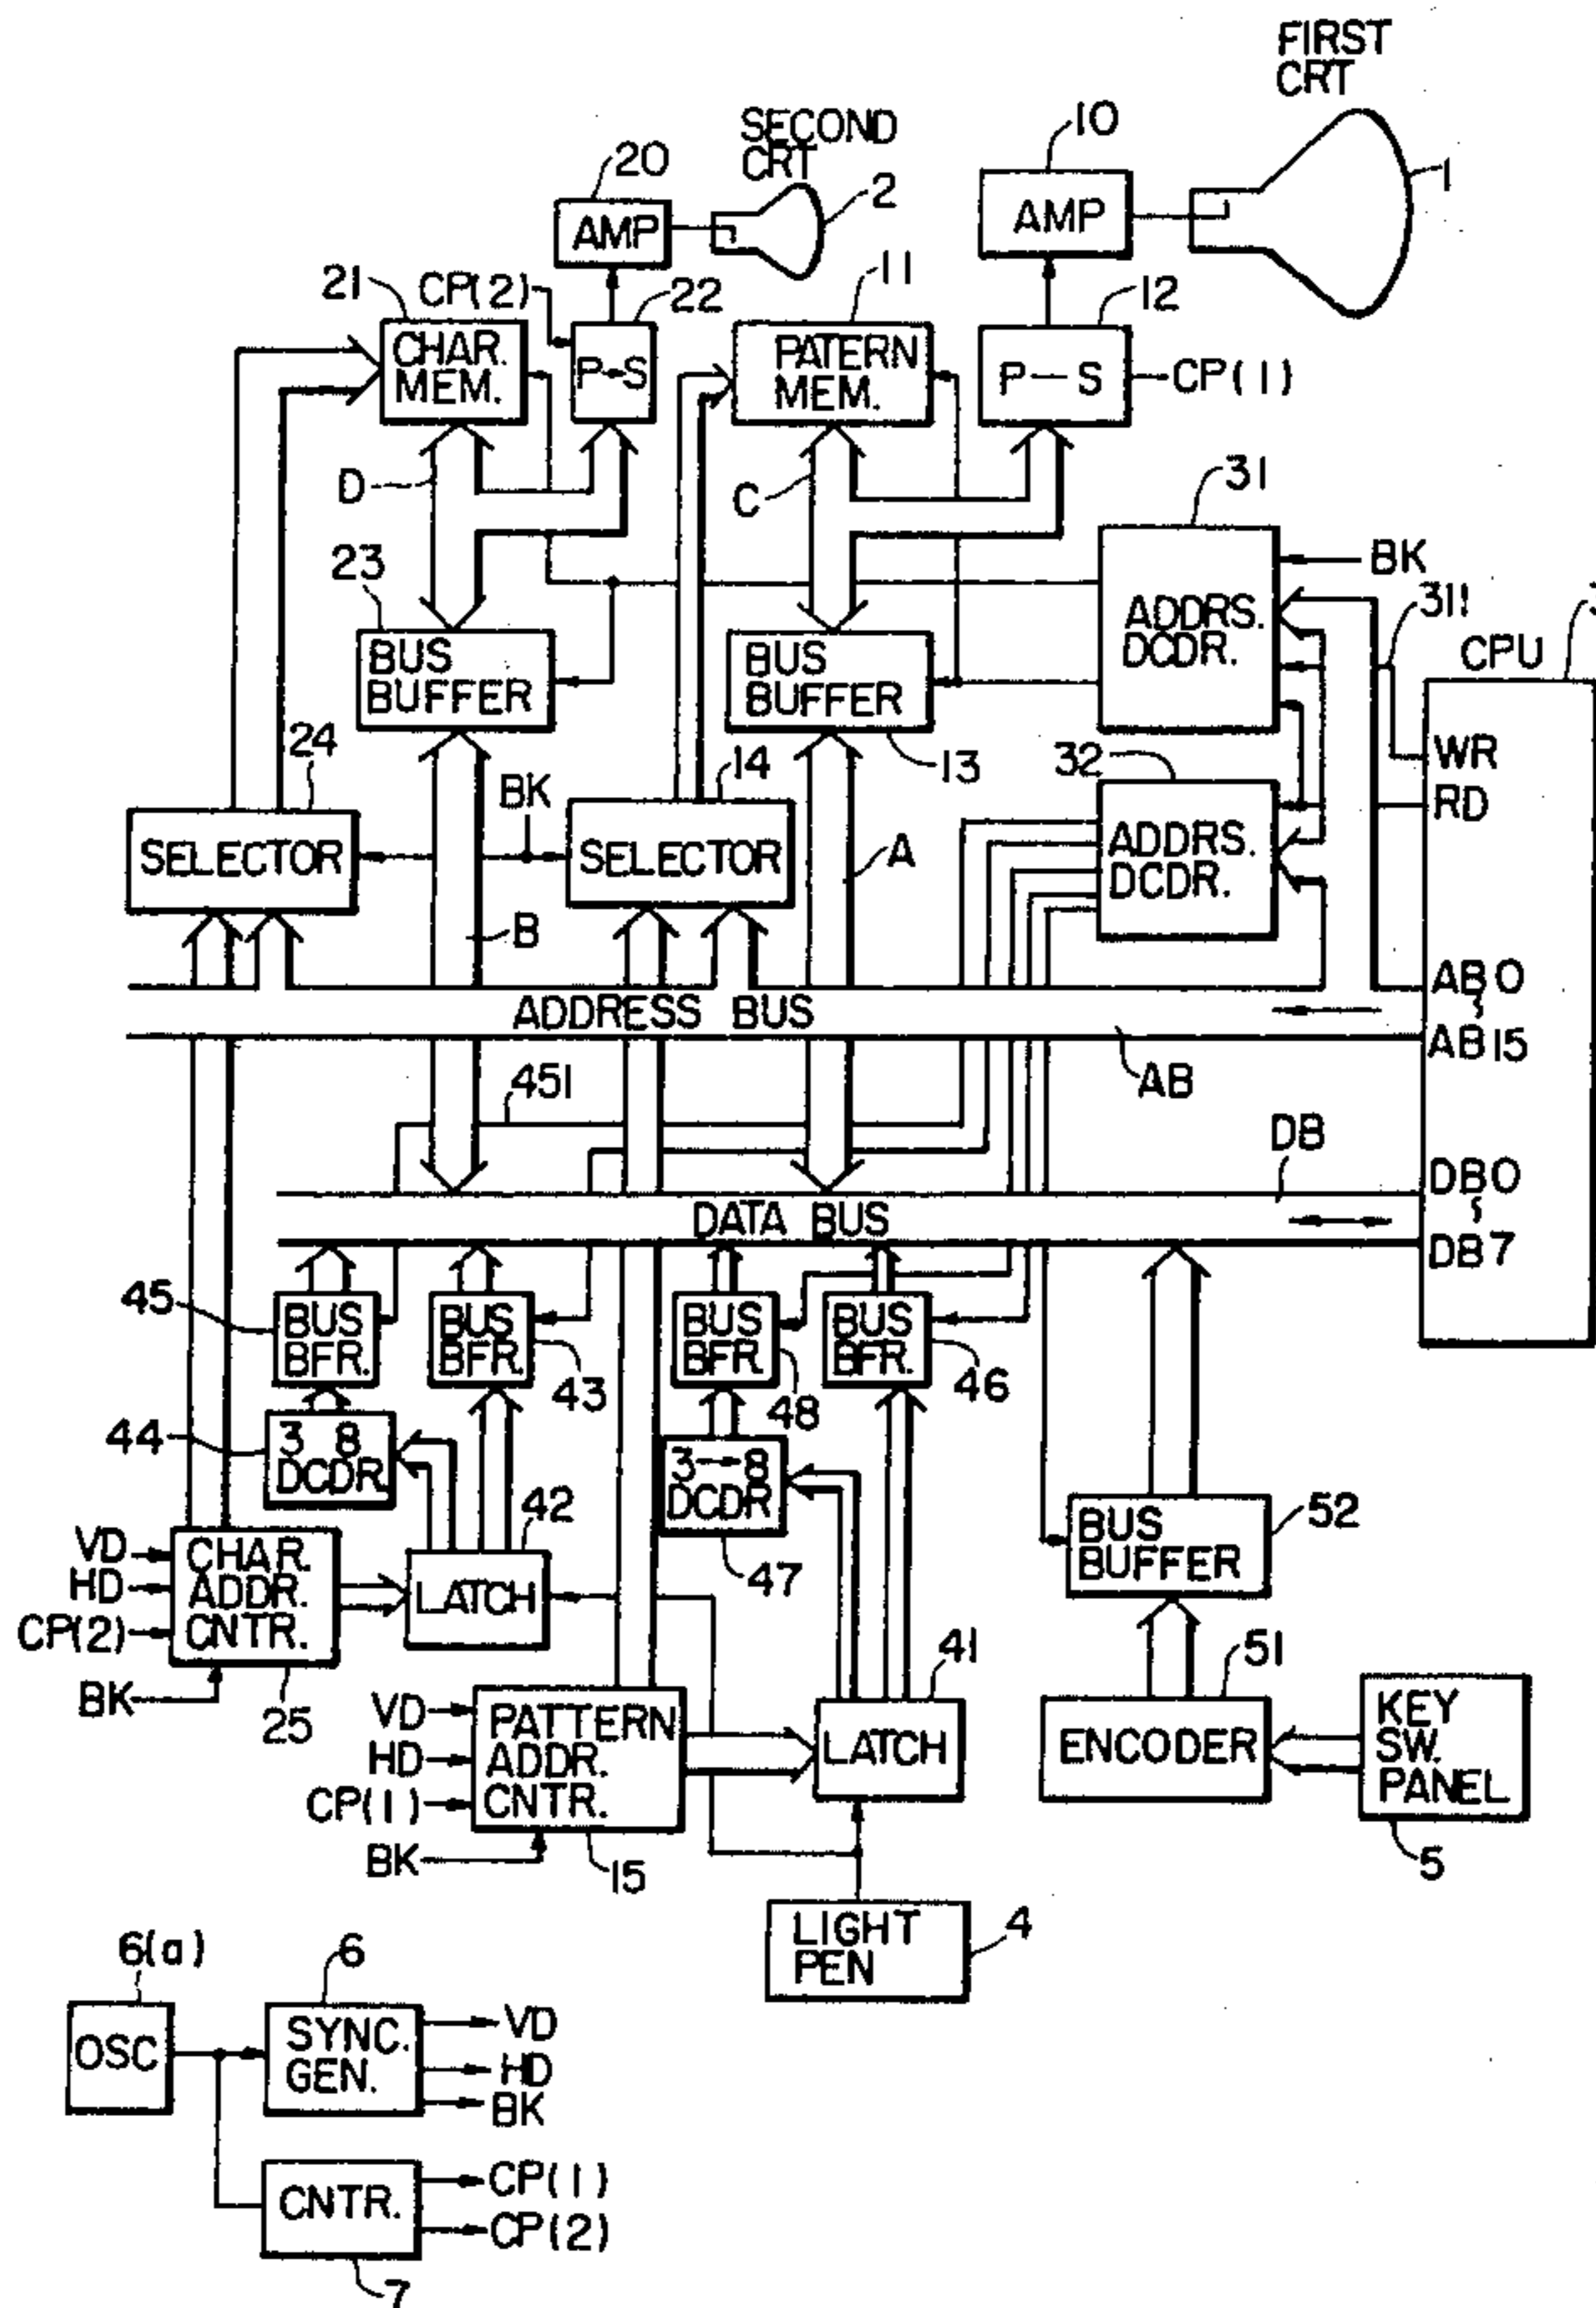 FIRST
CRT
SECOND
CRT
10
1
20
2
AMP
AMP
21
CP(2)
22
11
12
CHAR.
MEM.
P→S
PATERN
MEM.
P—S
CP(1)
D
C
31
23
BK
311
3
BUS
BUFFER
BUS
BUFFER
ADDRS.
DCDR.
CPU
24
BK
14
13
32
WR
RD
SELECTOR
SELECTOR
A
ADDRS.
DCDR.
B
AB0
ADDRESS BUS
AB15
AB
451
DB
DB0
DATA BUS
DB7
45
BUS
BFR.
BUS
BFR.
43
BUS
BFR.
48
BUS
BFR.
46
44
3 8
DCDR.
42
3→8
DCDR
47
BUS
BUFFER
52
VD
HD
CP(2)
BK
CHAR.
ADDR.
CNTR.
25
LATCH
41
51
VD
HD
CP(1)
BK
PATTERN
ADDR.
CNTR.
15
LATCH
ENCODER
KEY
SW.
PANEL
5
LIGHT
PEN
4
6(a)
6
OSC
SYNC.
GEN.
VD
HD
BK
CNTR.
CP(1)
CP(2)
7